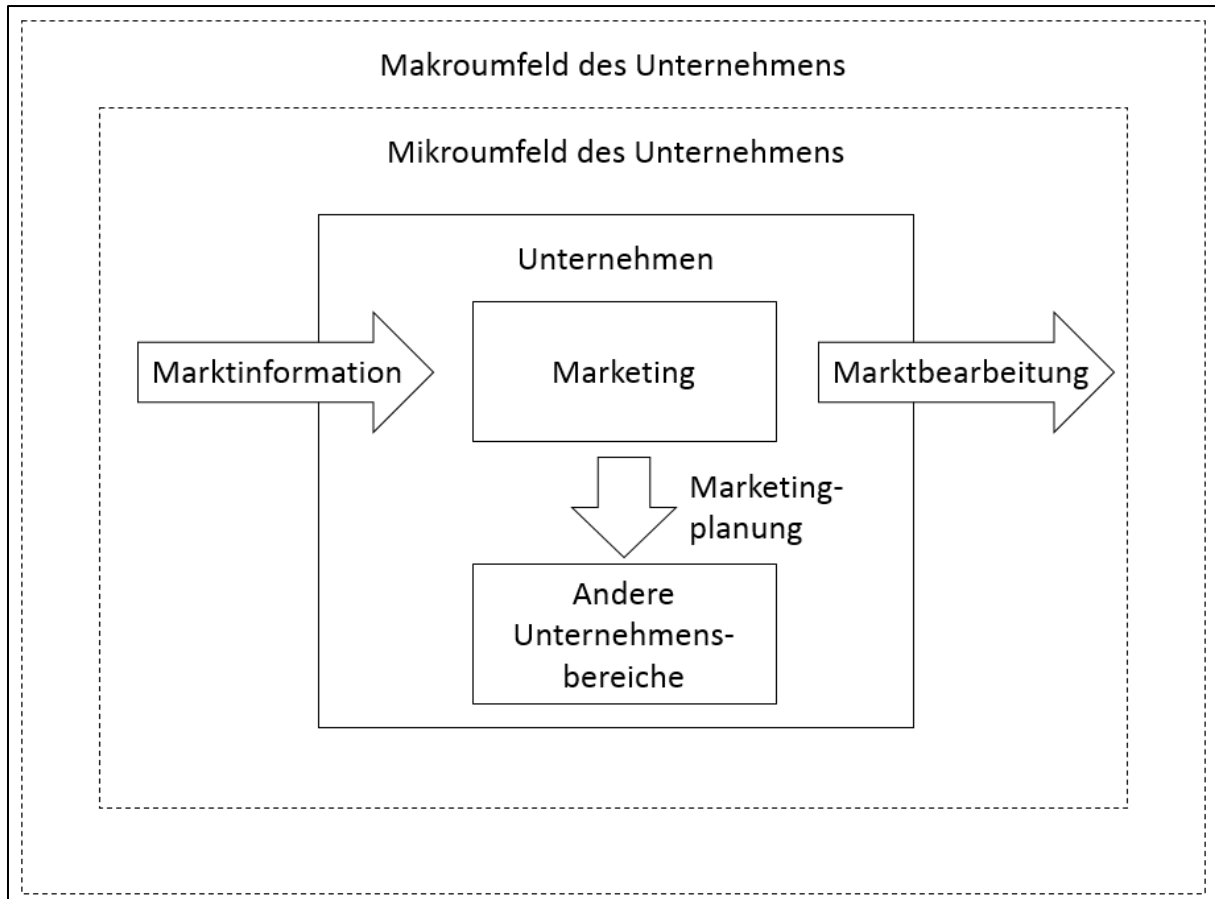 Makroumfeld des Unternehmens
Mikroumfeld des Unternehmens
Unternehmen
Marktinformation
Marketing
Marktbearbeitung
Marketing-
planung
Andere
Unternehmens-
bereiche